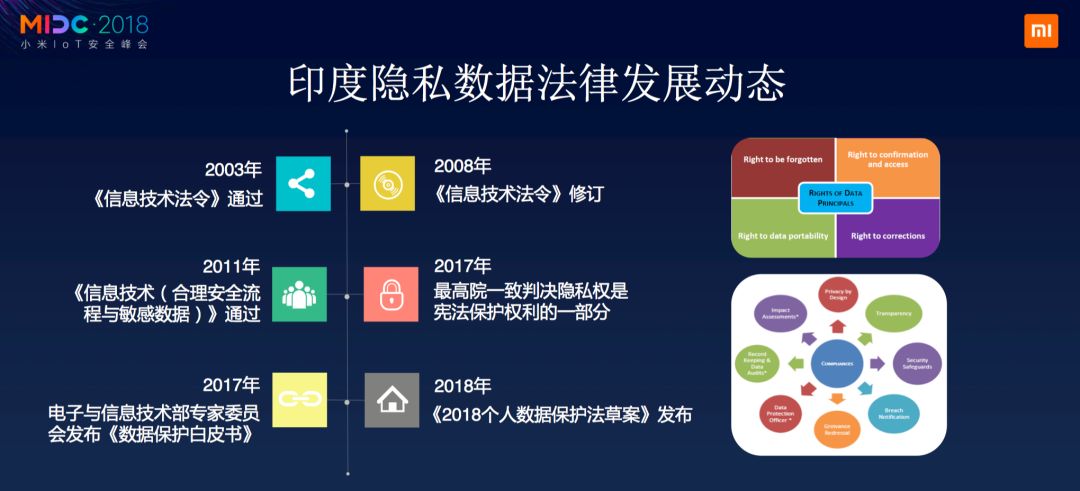 MIDC·2018
小米IoT安全峰会
mi
印度隐私数据法律发展动态
2003年
《信息技术法令》通过
2008年
《信息技术法令》修订
2011年
《信息技术（合理安全流
程与敏感数据）》通过
2017年
最高院一致判决隐私权是
宪法保护权利的一部分
2017年
电子与信息技术部专家委员
会发布《数据保护白皮书》
2018年
《2018个人数据保护法草案》发布
Right to be forgotten
Right to confirmation
and access
RIGHTS OF DATA
PRINCIPALS
Right to data portability
Right to corrections
Privacy by
Design
Impact
Assessments*
Transparency
Record
Keeping &
Data
Audits*
COMPLIANCES
Security
Safeguards
Data
Protection
Officer *
Breach
Notification
Grievance
Redressal